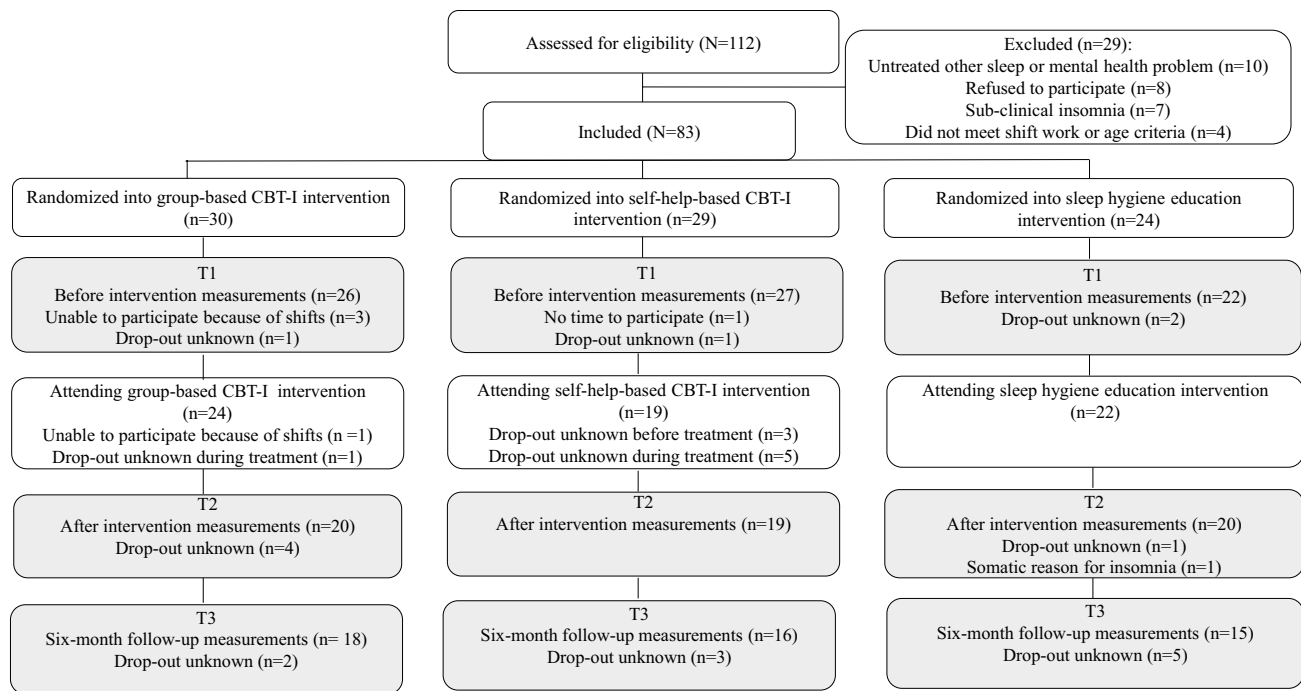 Assessed for eligibility (N=112)
Excluded (n=29):
Untreated other sleep or mental health problem (n=10)
Refused to participate (n=8)
Sub-clinical insomnia (n=7)
Did not meet shift work or age criteria (n=4)
Included (N=83)
Randomized into group-based CBT-I intervention
(n=30)
Randomized into self-help-based CBT-I
intervention (n=29)
Randomized into sleep hygiene education
intervention (n=24)
T1
Before intervention measurements (n=26)
Unable to participate because of shifts (n=3)
Drop-out unknown (n=1)
T1
Before intervention measurements (n=27)
No time to participate (n=1)
Drop-out unknown (n=1)
T1
Before intervention measurements (n=22)
Drop-out unknown (n=2)
Attending group-based CBT-I intervention
(n=24)
Unable to participate because of shifts (n =1)
Drop-out unknown during treatment (n=1)
Attending self-help-based CBT-I intervention
(n=19)
Drop-out unknown before treatment (n=3)
Drop-out unknown during treatment (n=5)
Attending sleep hygiene education intervention
(n=22)
T2
After intervention measurements (n=20)
Drop-out unknown (n=4)
T2
After intervention measurements (n=19)
T2
After intervention measurements (n=20)
Drop-out unknown (n=1)
Somatic reason for insomnia (n=1)
T3
Six-month follow-up measurements (n= 18)
Drop-out unknown (n=2)
T3
Six-month follow-up measurements (n=16)
Drop-out unknown (n=3)
T3
Six-month follow-up measurements (n=15)
Drop-out unknown (n=5)